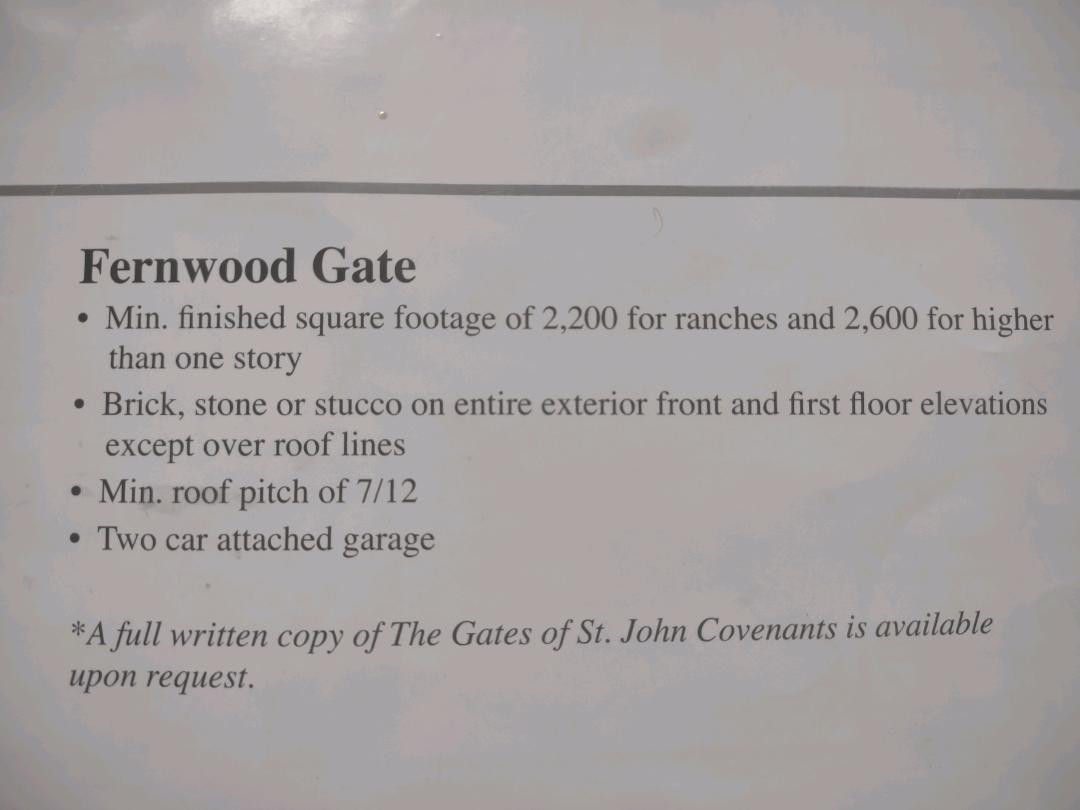 Fernwood Gate
• Min. finished square footage of 2,200 for ranches and 2,600 for higher
than one story
• Brick, stone or stucco on entire exterior front and first floor elevations
except over roof lines
• Min. roof pitch of 7/12
• Two car attached garage
*A full written copy of The Gates of St. John Covenants is available
upon request.